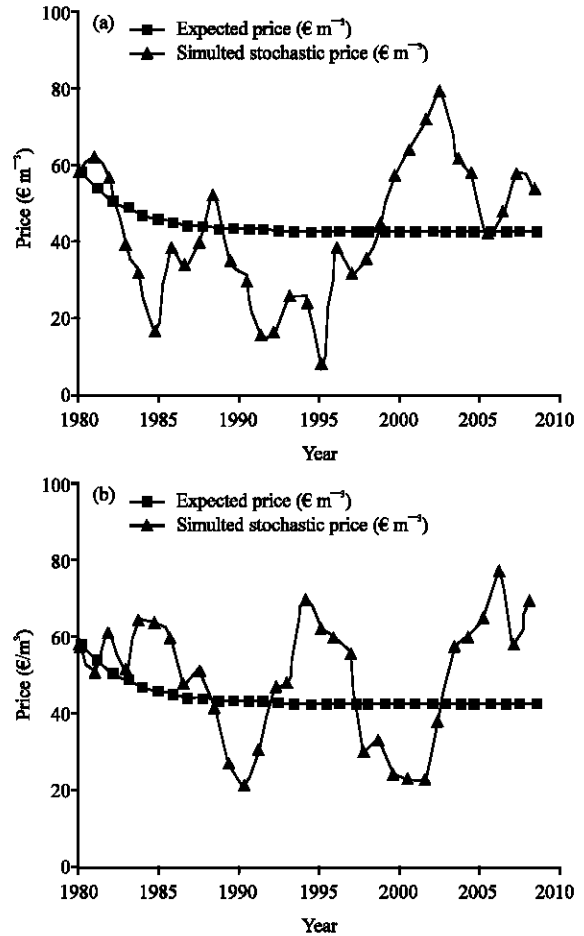 (a)
Expected price (€ m⁻³)
Simulted stochastic price (€ m⁻³)
Price (€ m⁻³)
100
80
60
40
20
0
1980 1985 1990 1995 2000 2005 2010
Year
(b)
Expected price (€ m⁻³)
Simulted stochastic price (€ m⁻³)
Price (€/m³)
100
80
60
40
20
0
1980 1985 1990 1995 2000 2005 2010
Year